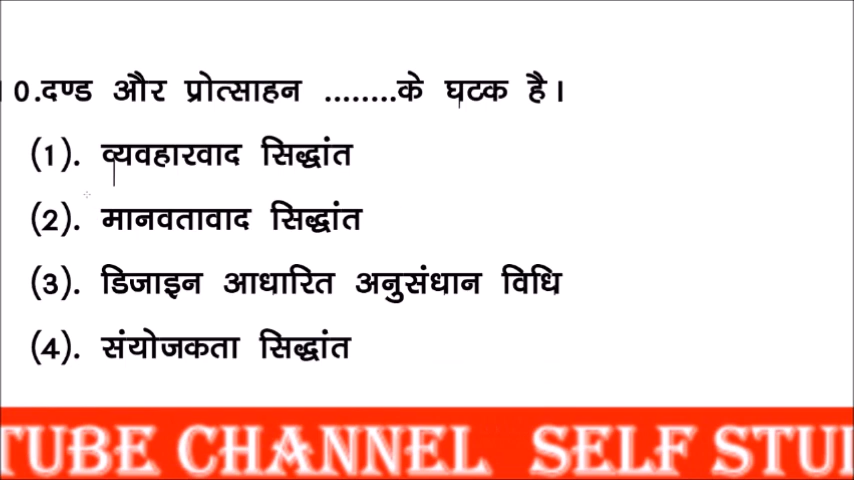 0.दण्ड और प्रोत्साहन ........के घटक है।
(1). व्यवहारवाद सिद्धांत
(2). मानवतावाद सिद्धांत
(3). डिजाइन आधारित अनुसंधान विधि
(4). संयोजकता सिद्धांत
TUBE CHANNEL SELF STU